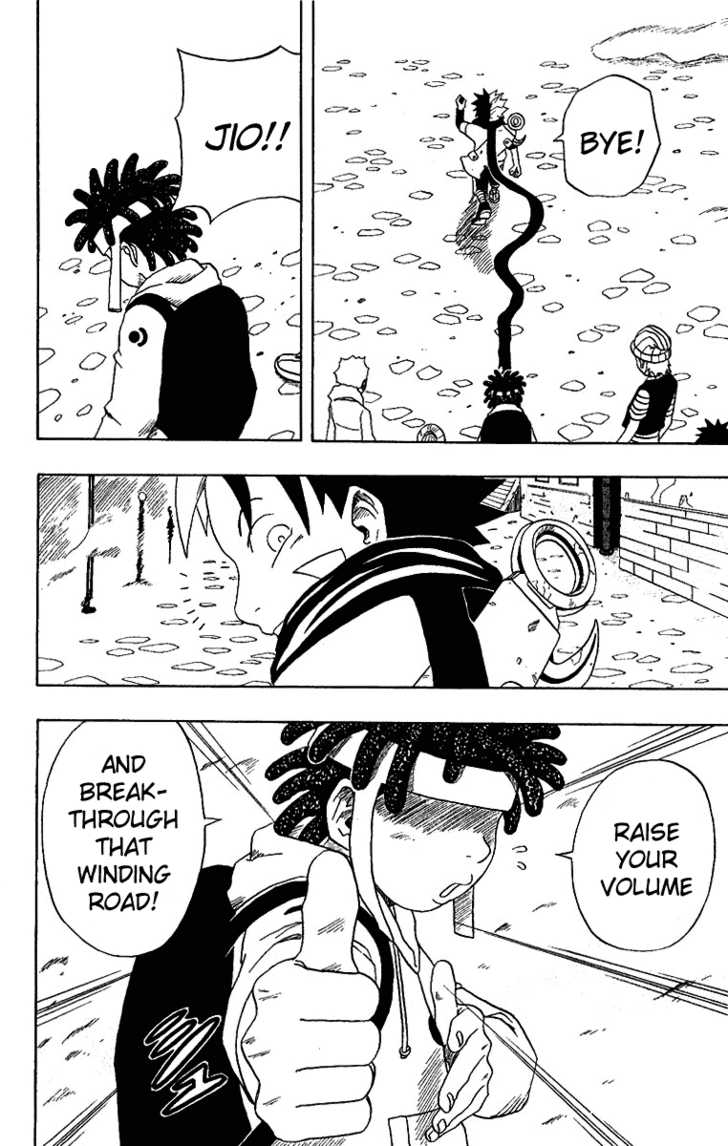 BYE!
JIO!!
RAISE
YOUR
VOLUME
AND
BREAK-
THROUGH
THAT
WINDING
ROAD!